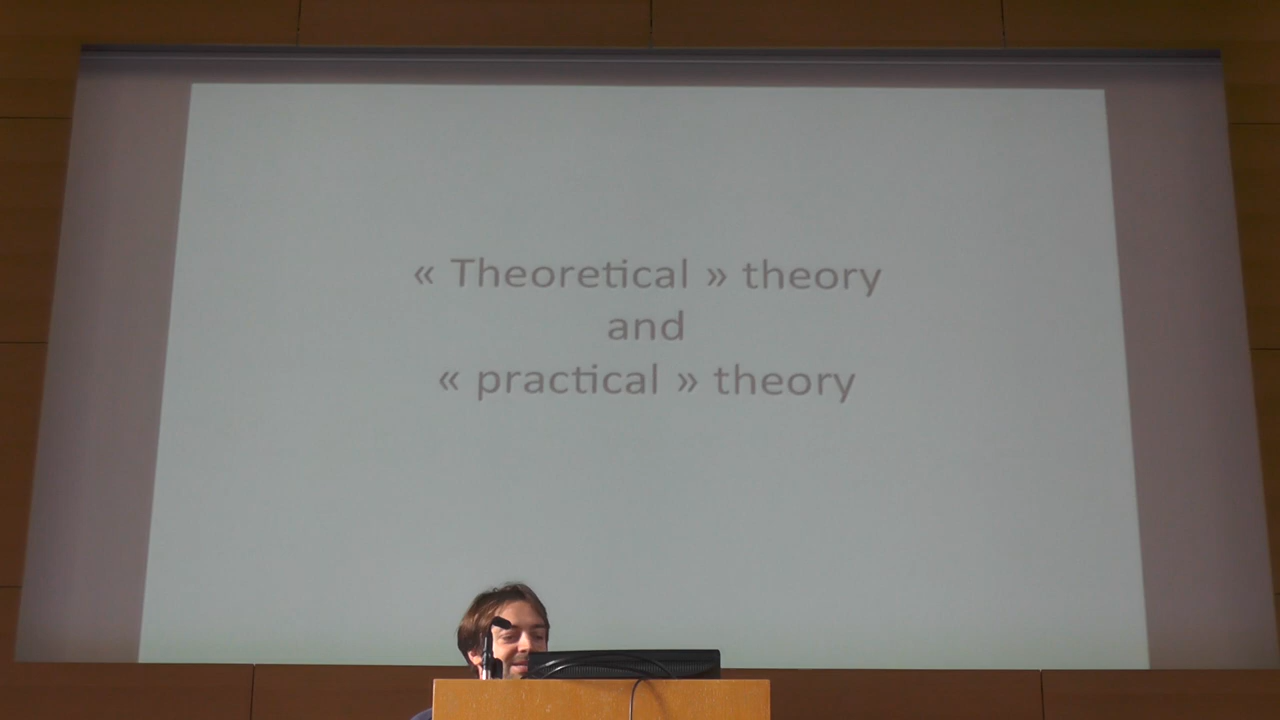 « Theoretical » theory
and
« practical » theory